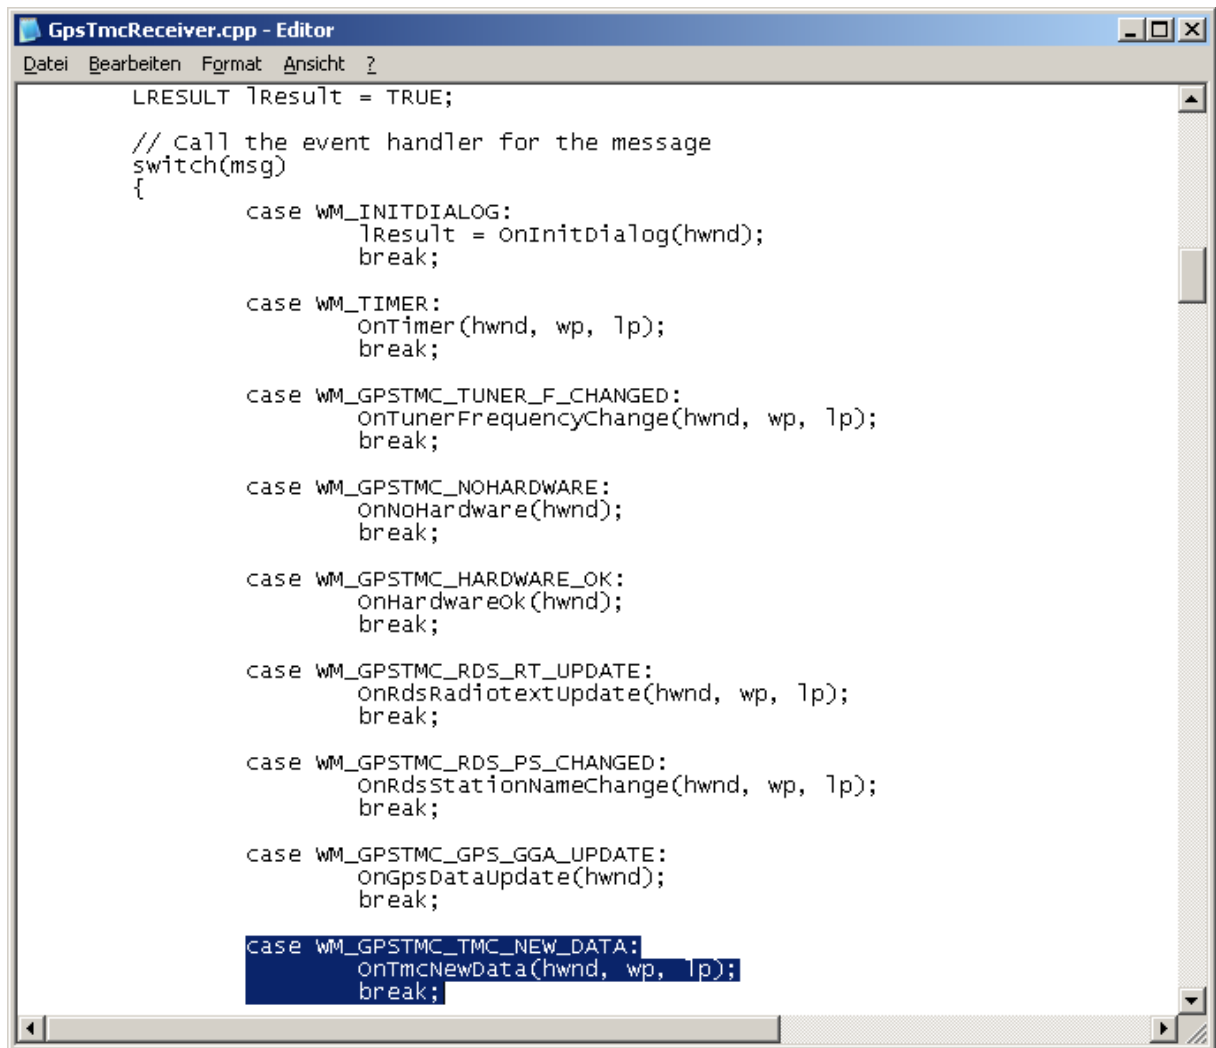 GpsTmcReceiver.cpp - Editor
Datei Bearbeiten Format Ansicht ?
LRESULT lResult = TRUE;
// Call the event handler for the message
switch(msg)
{
case WM_INITDIALOG:
lResult = OnInitDialog(hwnd);
break;
case WM_TIMER:
OnTimer(hwnd, wp, lp);
break;
case WM_GPSTMC_TUNER_F_CHANGED:
OnTunerFrequencyChange(hwnd, wp, lp);
break;
case WM_GPSTMC_NOHARDWARE:
OnNoHardware(hwnd);
break;
case WM_GPSTMC_HARDWARE_OK:
OnHardwareOk(hwnd);
break;
case WM_GPSTMC_RDS_RT_UPDATE:
OnRdsRadiotextUpdate(hwnd, wp, lp);
break;
case WM_GPSTMC_RDS_PS_CHANGED:
OnRdsStationNameChange(hwnd, wp, lp);
break;
case WM_GPSTMC_GPS_GGA_UPDATE:
OnGpsDataUpdate(hwnd);
break;
case WM_GPSTMC_TMC_NEW_DATA:
OnTmcNewData(hwnd, wp, lp);
break;